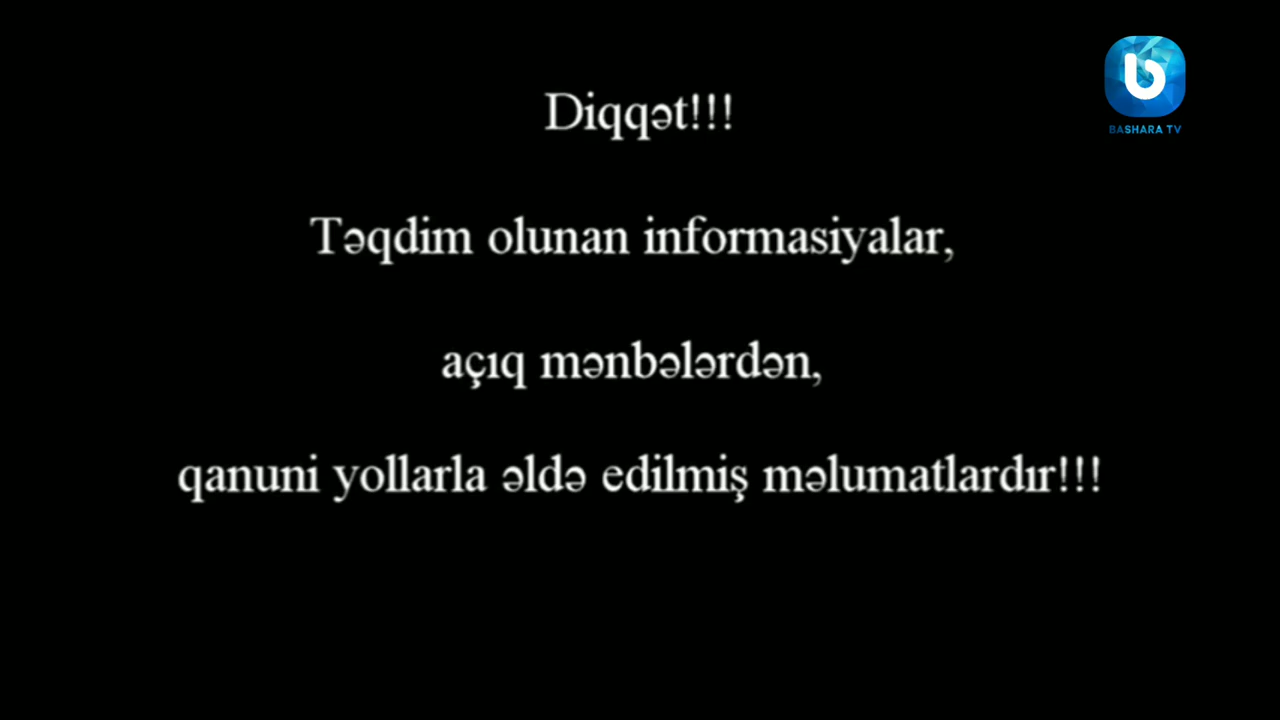 BASHARA TV
Diqqət!!!
Təqdim olunan informasiyalar,
açıq mənbələrdən,
qanuni yollarla əldə edilmiş məlumatlardır!!!